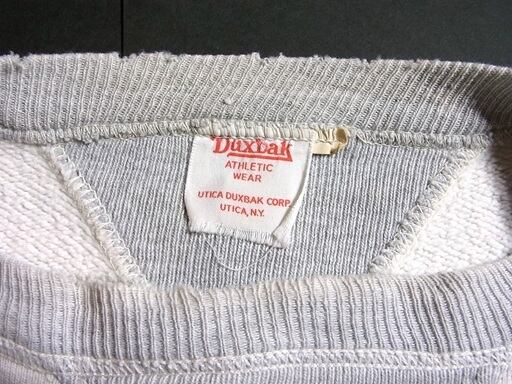 Duxbak
ATHLETIC
WEAR
UTICA DUXBAK CORP.
UTICA, N.Y.